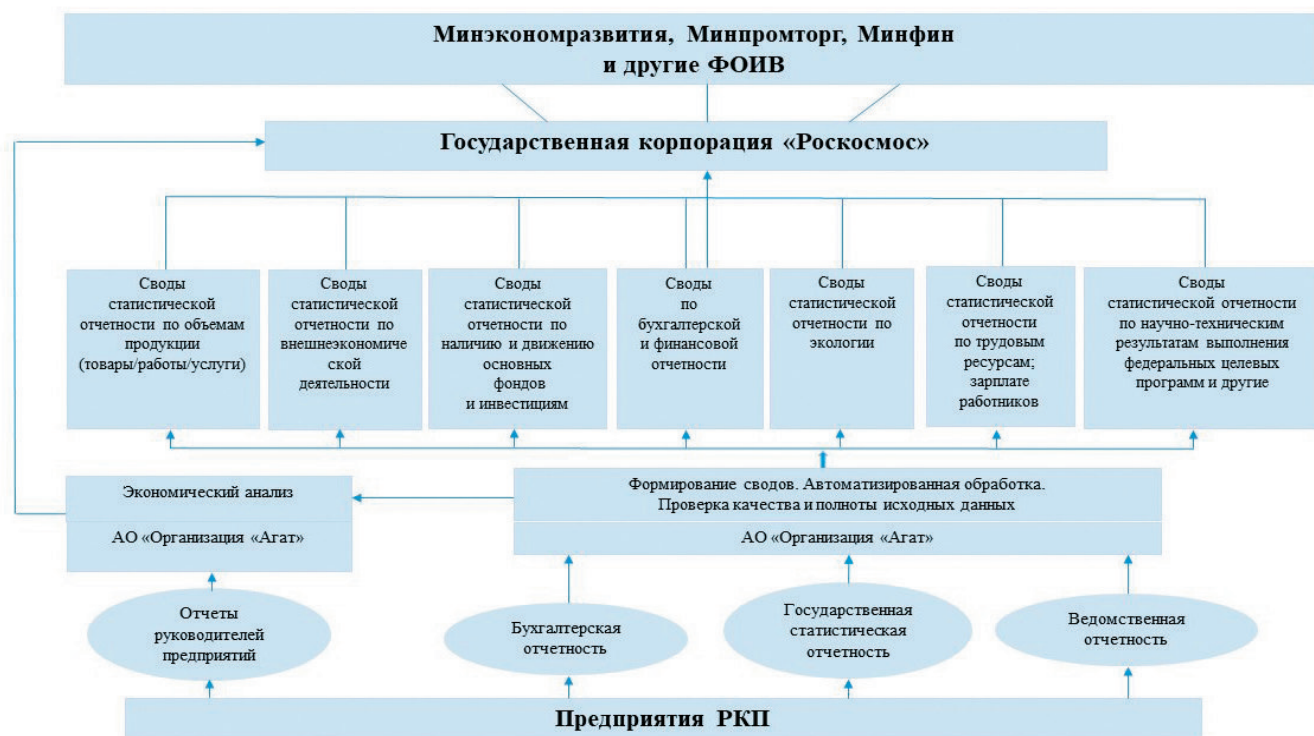 Минэкономразвития, Минпромторг, Минфин
и другие ФОИВ
Государственная корпорация «Роскосмос»
Своды
статистической
отчетности по объемам
продукции
(товары/работы/услуги)
Своды
статистической
отчетности по
внешнеэкономиче
ской
деятельности
Своды
статистической
отчетности по
наличию и движению
основных
фондов
и инвестициям
Своды
по
бухгалтерской
и финансовой
отчетности
Своды
статистической
отчетности по
экологии
Своды
статистической
отчетности
по трудовым
ресурсам;
зарплате
работников
Своды
статистической отчетности
по научно-техническим
результатам выполнения
федеральных целевых
программ и другие
Экономический анализ
АО «Организация «Агат»
Формирование сводов. Автоматизированная обработка.
Проверка качества и полноты исходных данных
АО «Организация «Агат»
Отчеты
руководителей
предприятий
Бухгалтерская
отчетность
Государственная
статистическая
отчетность
Ведомственная
отчетность
Предприятия РКП